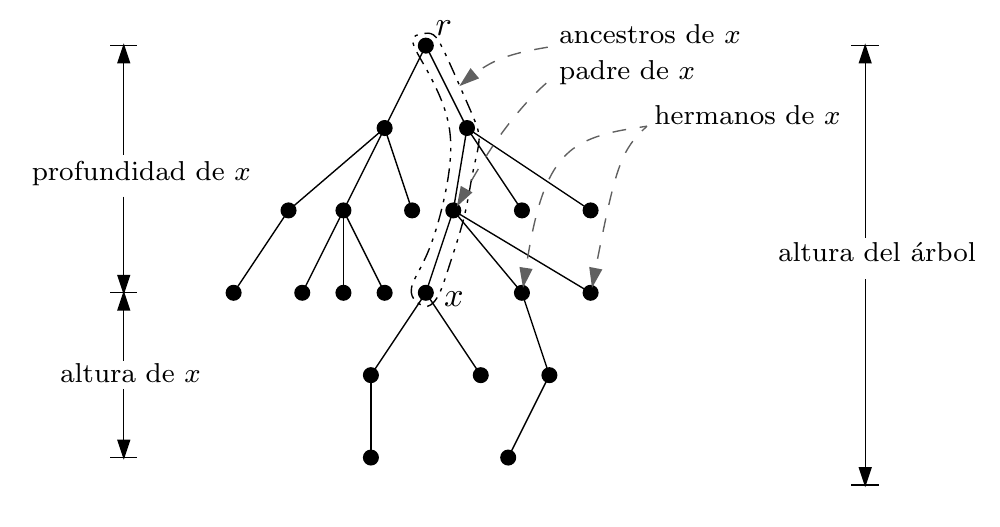 r
ancestros de x
padre de x
hermanos de x
profundidad de x
altura del árbol
x
altura de x